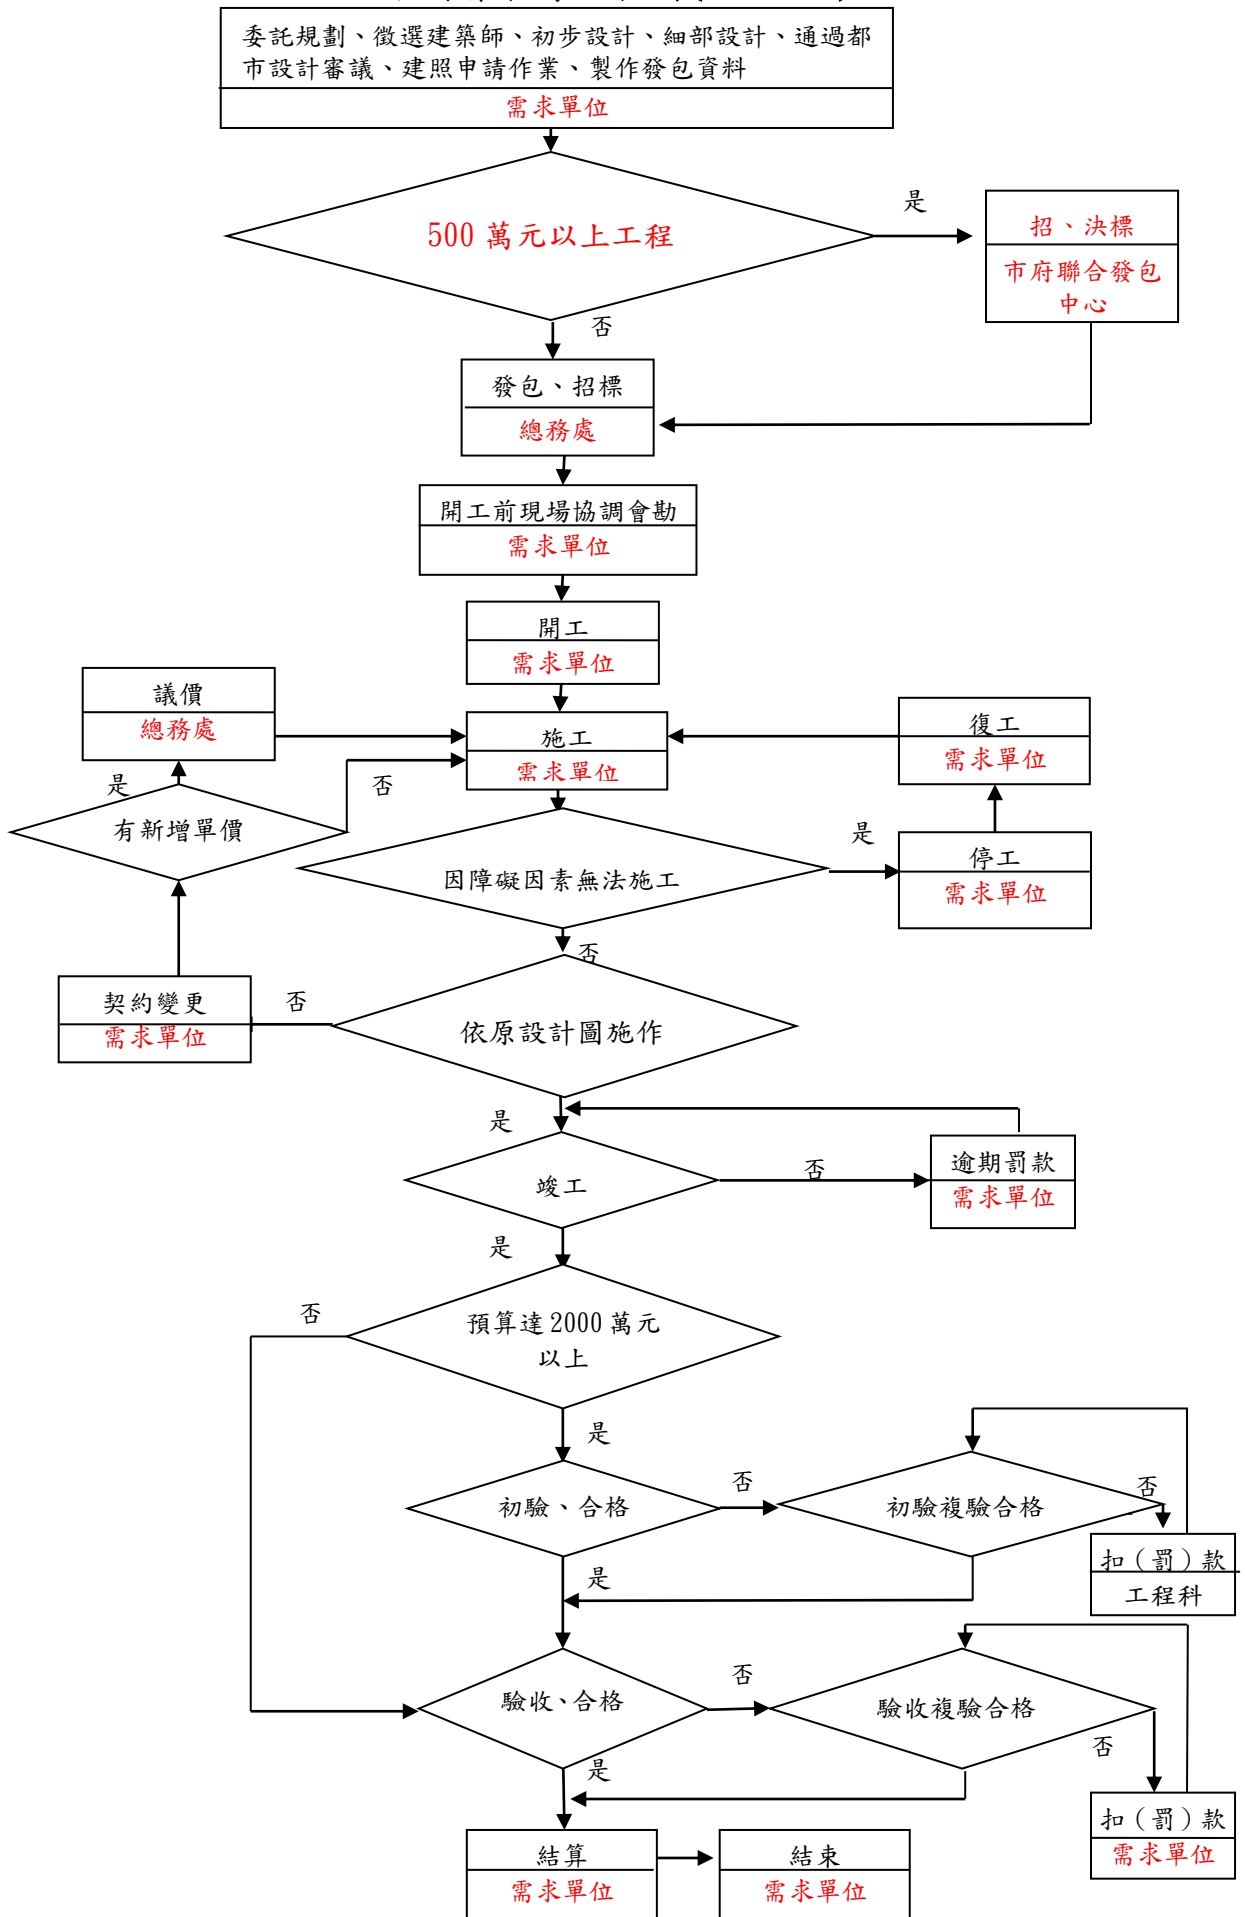 委託規劃、徵選建築師、初步設計、細部設計、通過都
市設計審議、建照申請作業、製作發包資料
需求單位
500 萬元以上工程
是
招、決標
市府聯合發包
中心
否
發包、招標
總務處
開工前現場協調會勘
需求單位
開工
需求單位
議價
總務處
施工
需求單位
復工
需求單位
是
否
有新增單價
因障礙因素無法施工
是
停工
需求單位
否
契約變更
需求單位
否
依原設計圖施作
是
竣工
否
逾期罰款
需求單位
是
否
預算達 2000 萬元
以上
是
初驗、合格
否
初驗複驗合格
否
扣（罰）款
工程科
是
驗收、合格
否
驗收複驗合格
否
扣（罰）款
需求單位
是
結算
需求單位
結束
需求單位